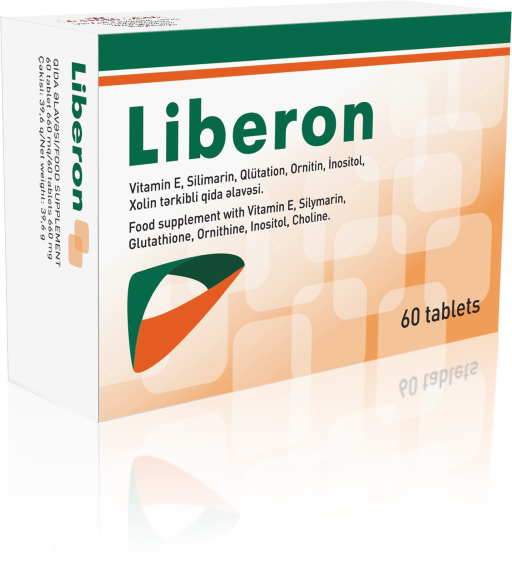 Liberon
Vitamin E, Silimarin, Qlütation, Ornitin, İnositol,
Xolin tərkibli qida əlavəsi.
Food supplement with Vitamin E, Silymarin,
Glutathione, Ornithine, Inositol, Choline.
60 tablets
Liberon
QİDA ƏLAVƏSİ/FOOD SUPPLEMENT
60 tablet 660 mq/60 tablets 660 mg
Çəkisi: 39,6 q/Net weight: 39,6 g
60 tablets